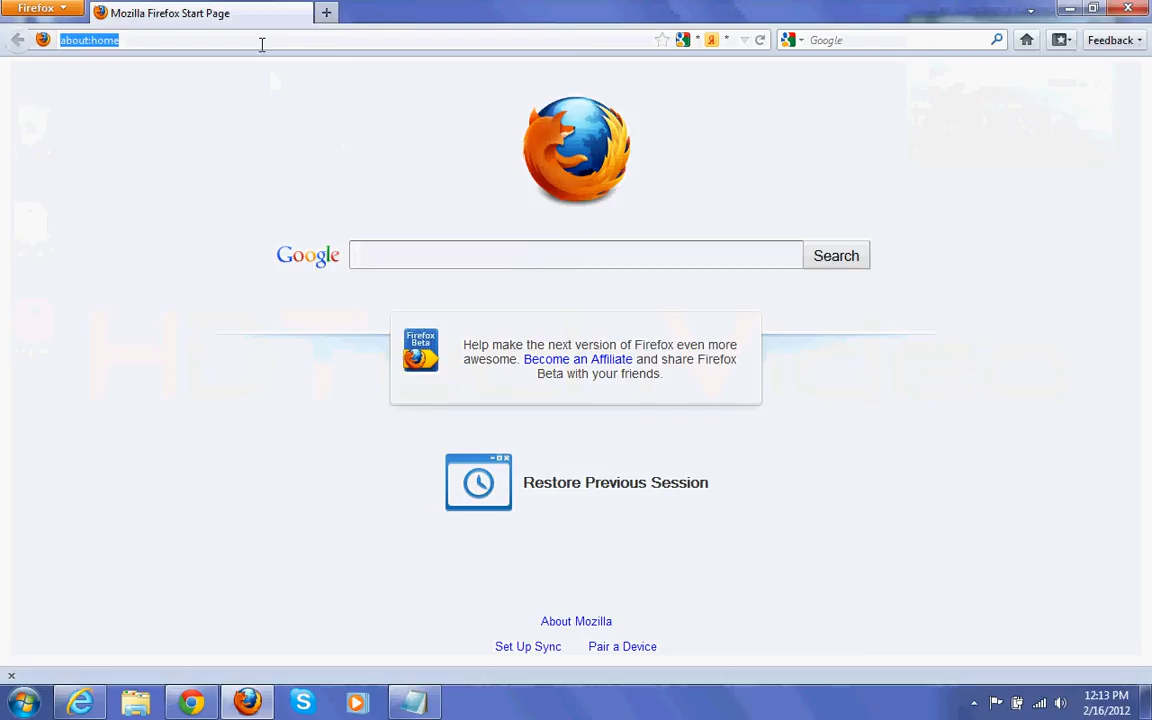 Firefox
Mozilla Firefox Start Page
about:home
Google
Feedback
Google
Search
Firefox
Beta
Help make the next version of Firefox even more
awesome. Become an Affiliate and share Firefox
Beta with your friends.
Restore Previous Session
About Mozilla
Set Up Sync
Pair a Device
12:13 PM
2/16/2012